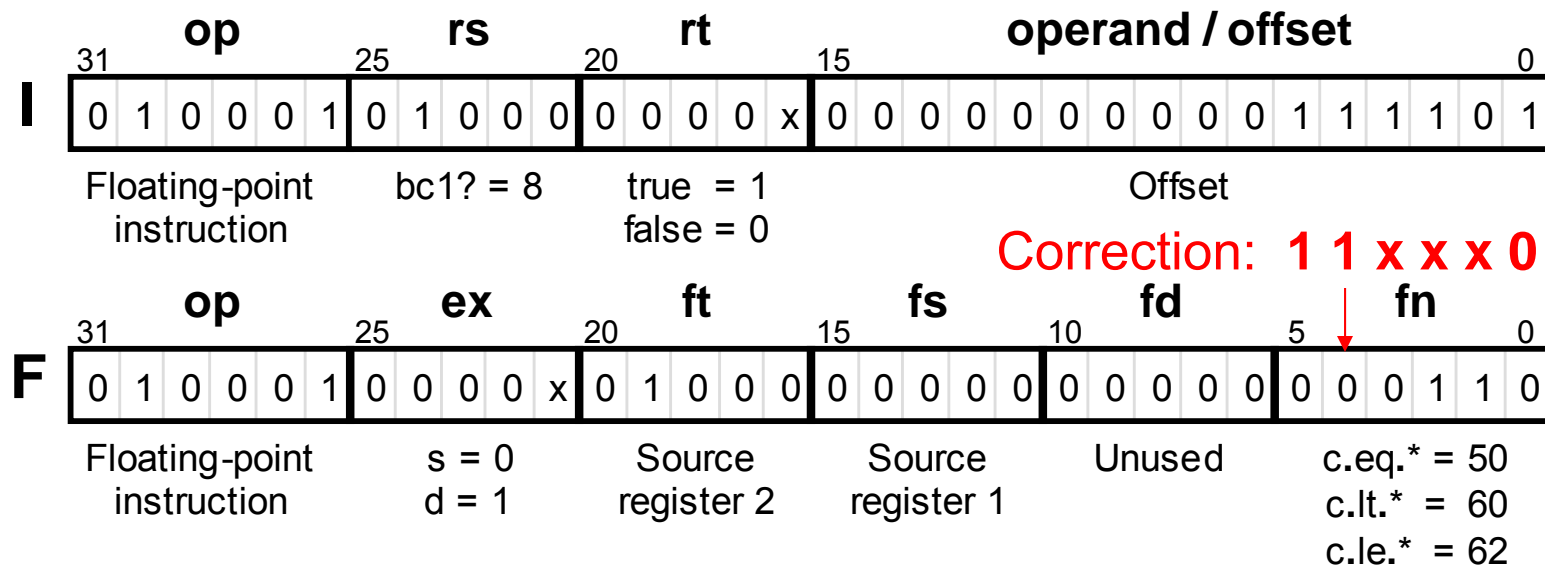 op rs rt operand / offset
31 25 20 15 0
I 0 1 0 0 0 1 0 1 0 0 0 0 0 0 0 x 0 0 0 0 0 0 0 0 0 0 1 1 1 1 0 1
Floating-point bc1? = 8 true = 1 Offset
instruction false = 0
Correction: 1 1 x x x 0
op ex ft fs fd fn
31 25 20 15 10 5 0
F 0 1 0 0 0 1 0 0 0 0 x 0 1 0 0 0 0 0 0 0 0 0 0 0 0 0 0 0 0 1 1 0
Floating-point s = 0 Source Source Unused c.eq.* = 50
instruction d = 1 register 2 register 1 c.lt.* = 60
c.le.* = 62